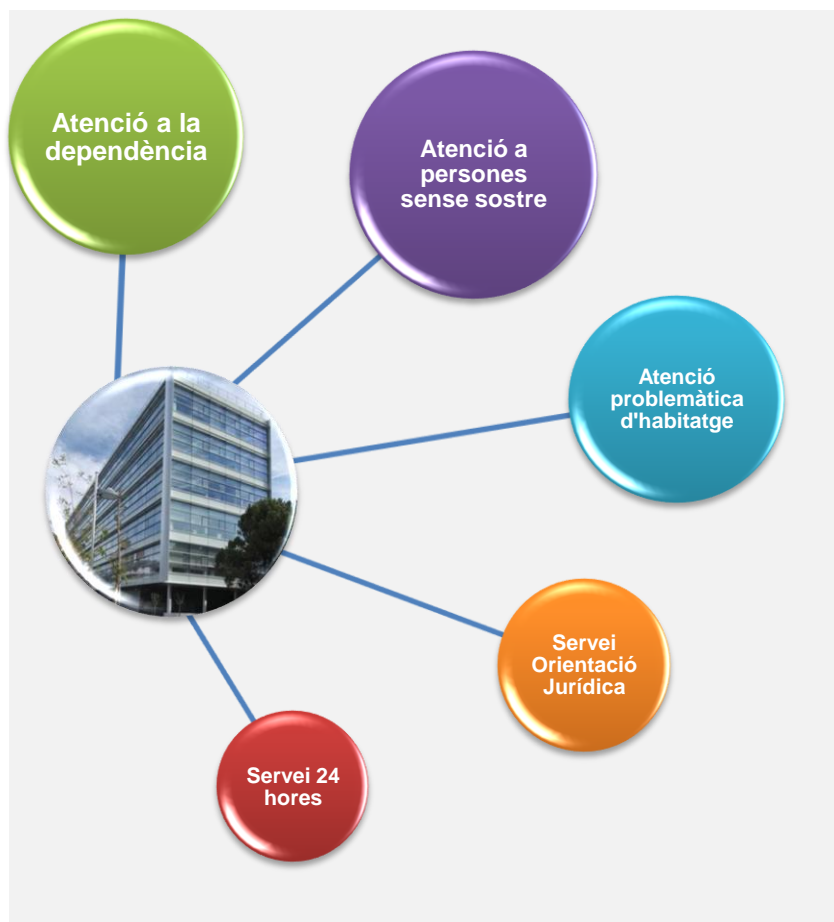 Atenció a la
dependència
Atenció a
persones
sense sostre
Atenció
problemàtica
d'habitatge
Servei
Orientació
Jurídica
Servei 24
hores